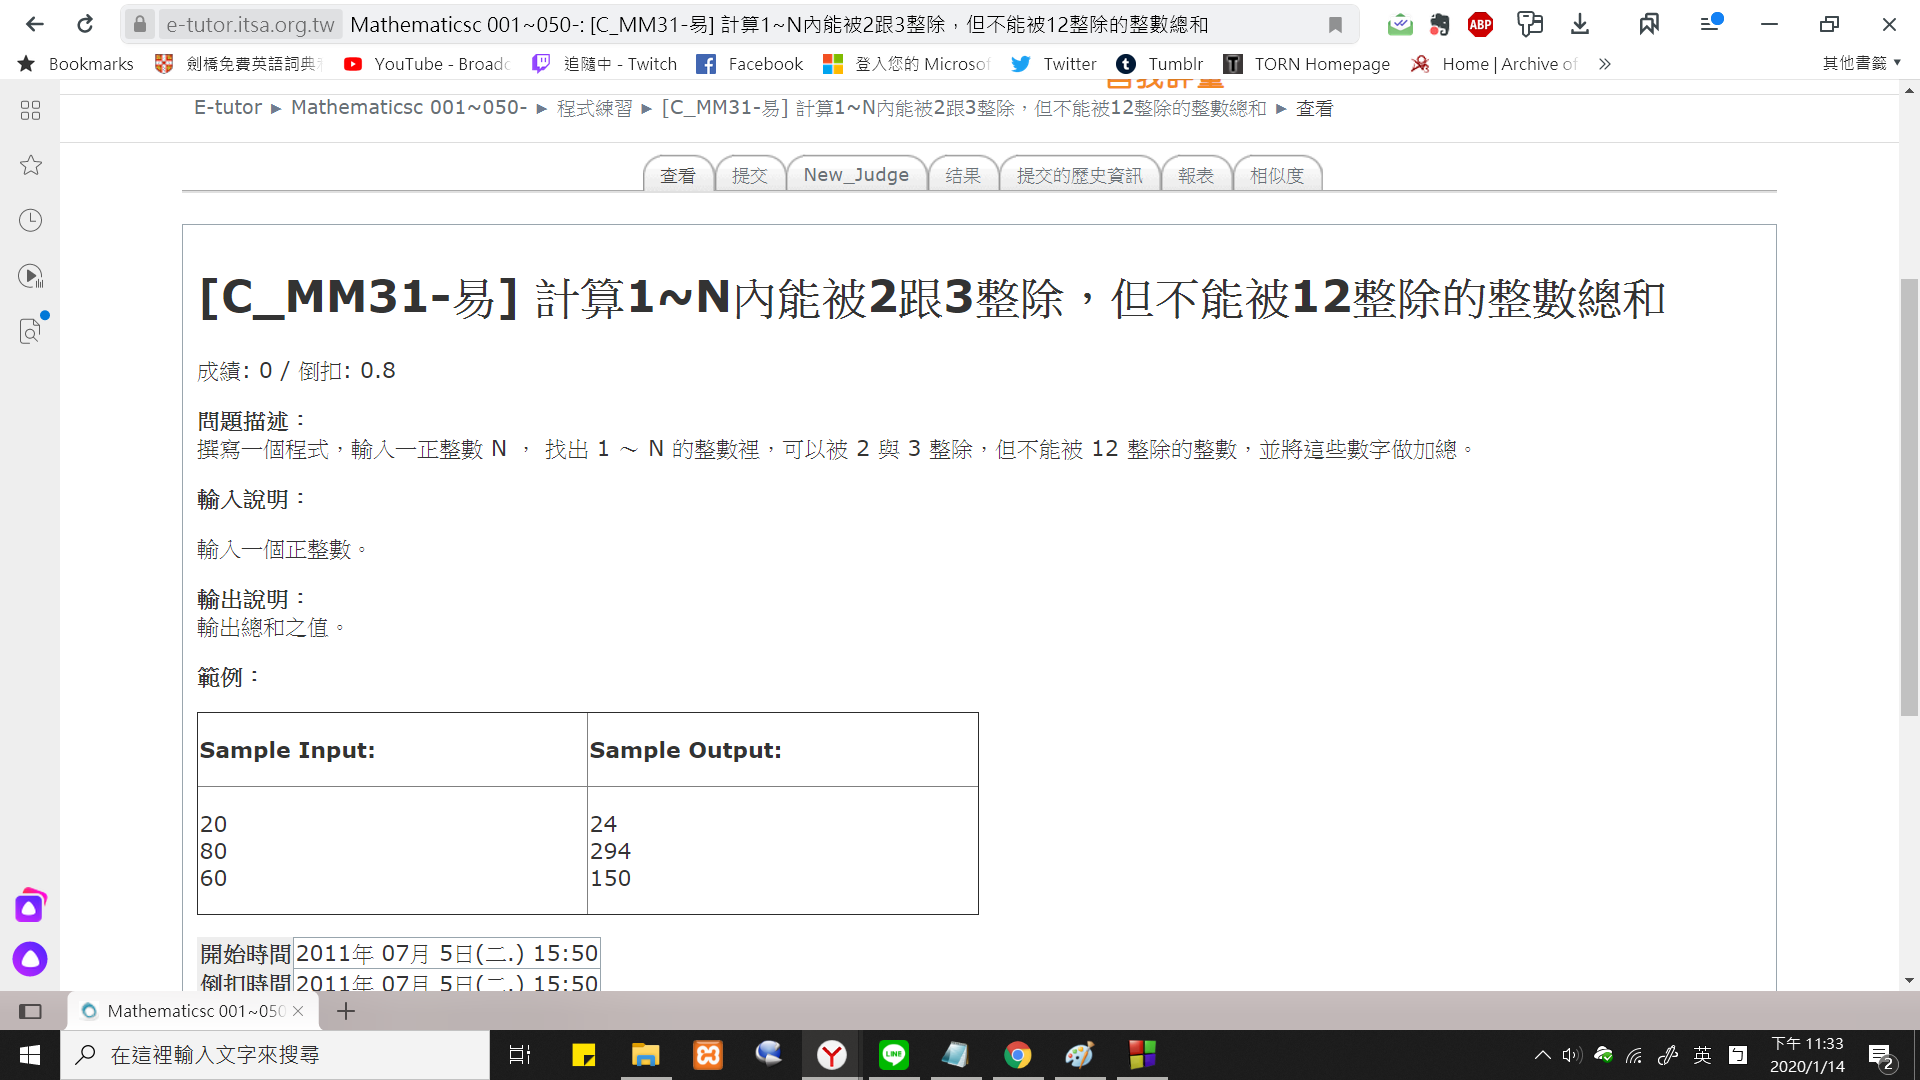 e-tutor.itsa.org.tw Mathematicsc 001~050-: [C_MM31-易] 計算1~N內能被2跟3整除，但不能被12整除的整數總和
ABP
Bookmarks 劍橋免費英語詞典 YouTube - Broadc 追隨中 - Twitch Facebook 登入您的 Microsof Twitter Tumblr TORN Homepage Home | Archive of 其他書籤
自我評量
E-tutor ► Mathematicsc 001~050- ► 程式練習 ► [C_MM31-易] 計算1~N內能被2跟3整除，但不能被12整除的整數總和 ► 查看
查看 提交 New_Judge 结果 提交的歷史資訊 報表 相似度
[C_MM31-易] 計算1~N內能被2跟3整除，但不能被12整除的整數總和
成績: 0 / 倒扣: 0.8
問題描述：
撰寫一個程式，輸入一正整數 N ， 找出 1 ～ N 的整數裡，可以被 2 與 3 整除，但不能被 12 整除的整數，並將這些數字做加總。
輸入說明：
輸入一個正整數。
輸出說明：
輸出總和之值。
範例：
Sample Input: Sample Output:
20 24
80 294
60 150
開始時間 2011年 07月 5日(二.) 15:50
倒扣時間 2011年 07月 5日(二.) 15:50
Mathematicsc 001~050
在這裡輸入文字來搜尋
LINE
英
下午 11:33
2020/1/14
2